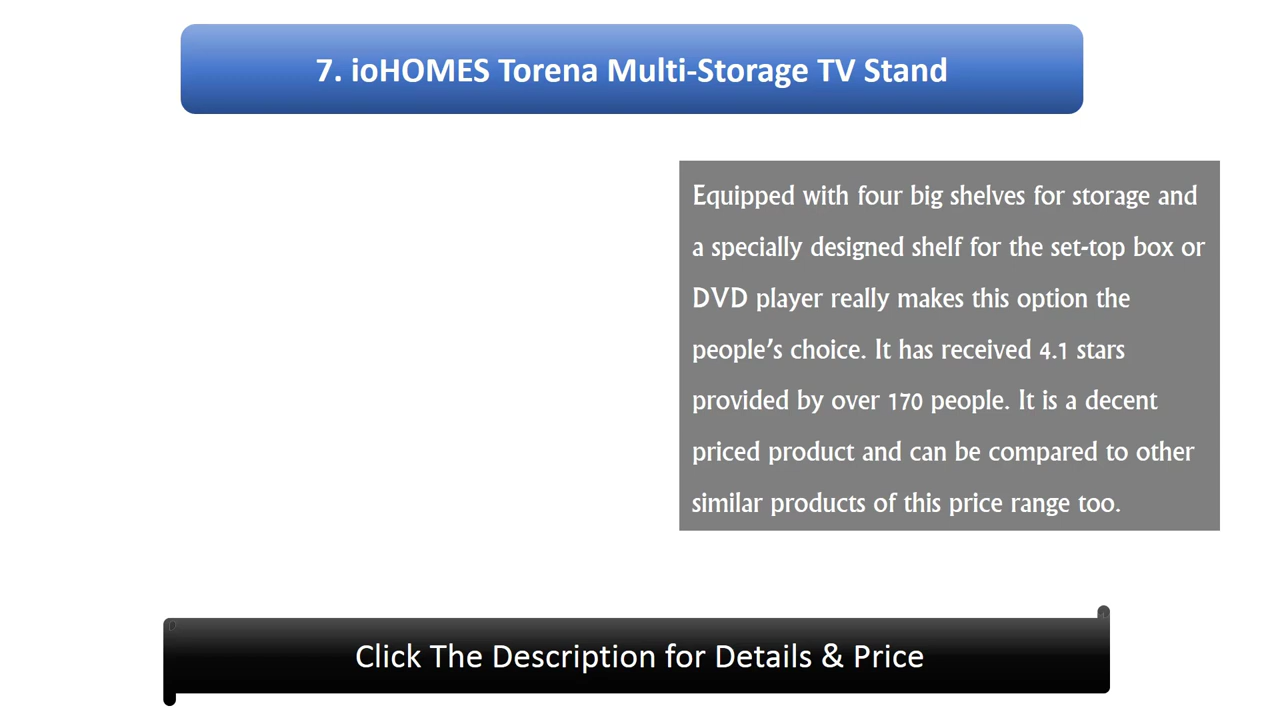 7. ioHOMES Torena Multi-Storage TV Stand
Equipped with four big shelves for storage and
a specially designed shelf for the set-top box or
DVD player really makes this option the
people’s choice. It has received 4.1 stars
provided by over 170 people. It is a decent
priced product and can be compared to other
similar products of this price range too.
Click The Description for Details & Price